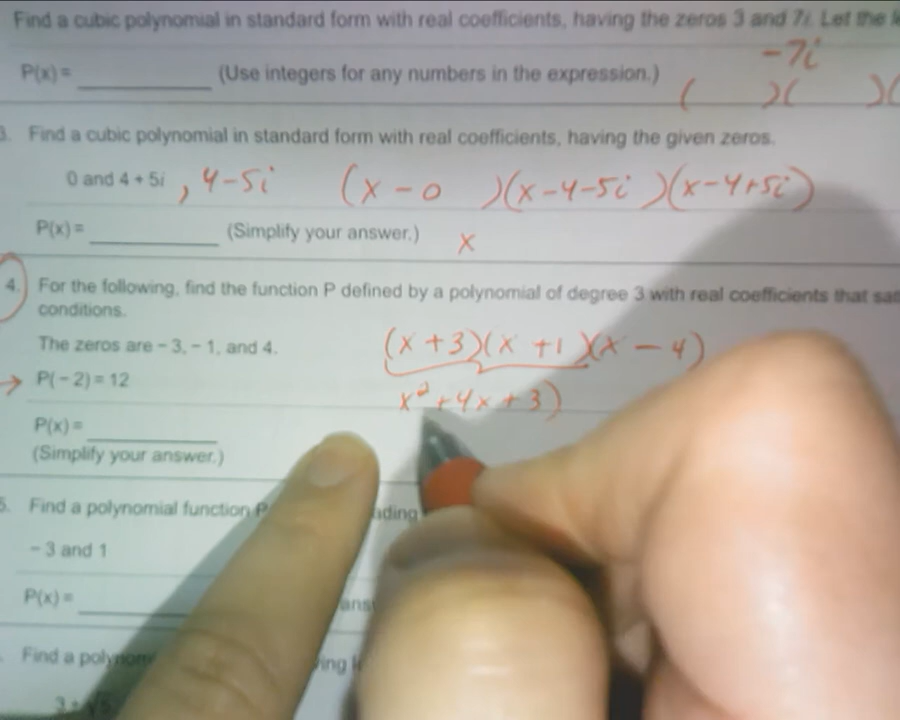 Find a cubic polynomial in standard form with real coefficients, having the zeros 3 and 7i. Let the
-7i
P(x) = (Use integers for any numbers in the expression.)
( )( )(
3. Find a cubic polynomial in standard form with real coefficients, having the given zeros.
0 and 4 + 5i , 4-5i (x-0 )(x-4-5i )(x-4+5i)
P(x) = (Simplify your answer.) x
4. For the following, find the function P defined by a polynomial of degree 3 with real coefficients that
conditions.
The zeros are - 3, - 1, and 4. (x+3)(x +1)(x - 4)
→ P( - 2) = 12 x²+4x+3)
P(x) =
(Simplify your answer.)
5. Find a polynomial function
- 3 and 1
P(x) =
Find a